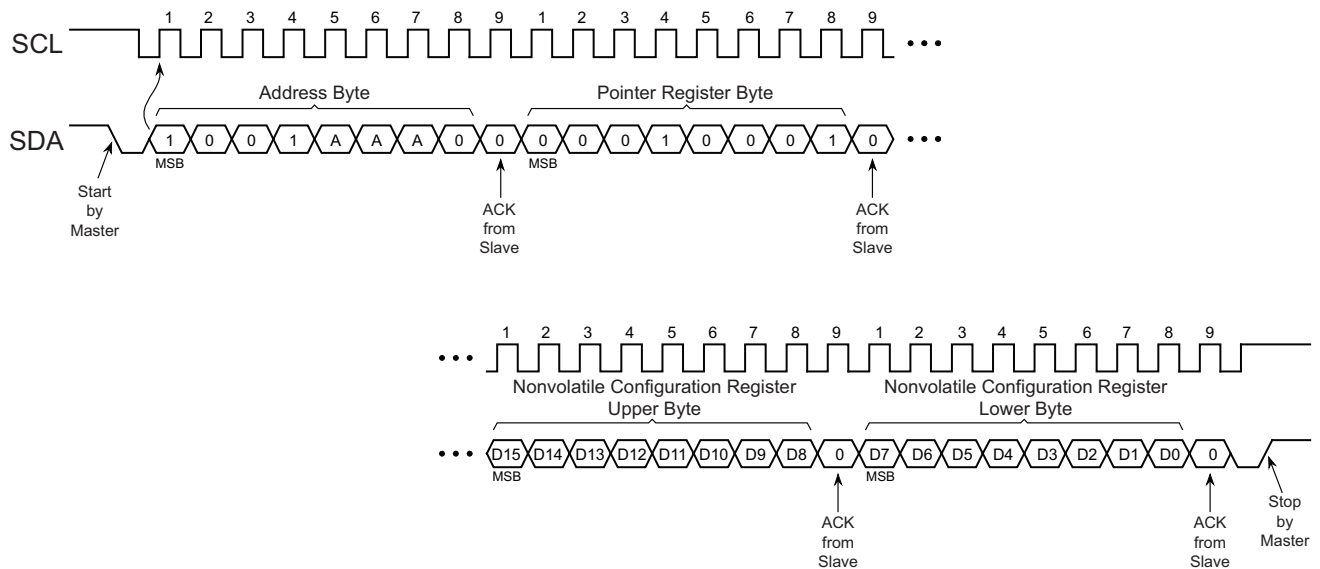 1 2 3 4 5 6 7 8 9 1 2 3 4 5 6 7 8 9
SCL
Address Byte
Pointer Register Byte
SDA
1 0 0 1 A A A 0 0 0 0 0 1 0 0 0 1 0
MSB MSB
Start
by
Master
ACK
from
Slave
ACK
from
Slave
1 2 3 4 5 6 7 8 9 1 2 3 4 5 6 7 8 9
Nonvolatile Configuration Register
Upper Byte
Nonvolatile Configuration Register
Lower Byte
D15 D14 D13 D12 D11 D10 D9 D8 0 D7 D6 D5 D4 D3 D2 D1 D0 0
MSB MSB
ACK
from
Slave
ACK
from
Slave
Stop
by
Master